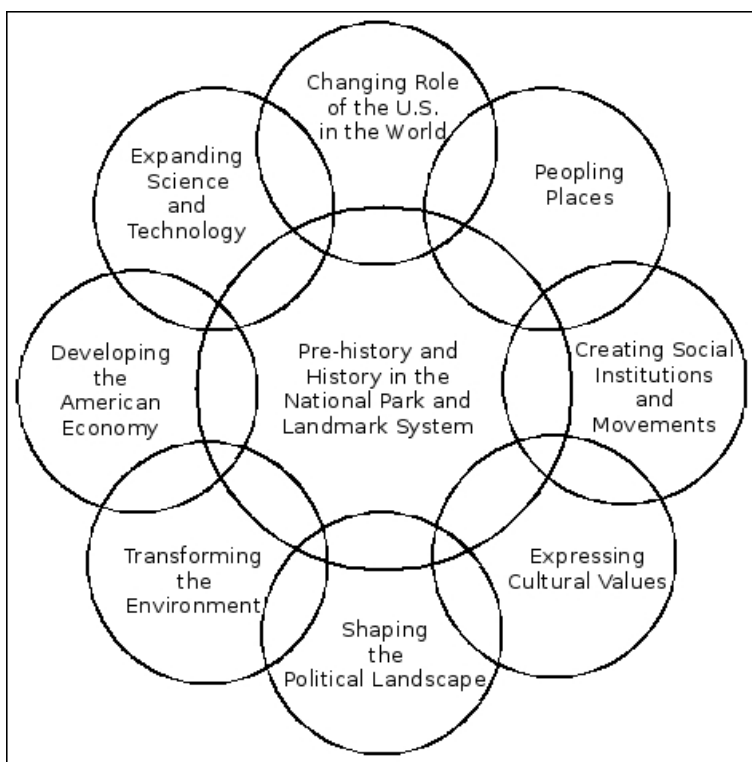 Changing Role
of the U.S.
in the World
Peopling
Places
Creating Social
Institutions
and
Movements
Expressing
Cultural Values
Shaping
the
Political Landscape
Transforming
the
Environment
Developing
the
American
Economy
Expanding
Science
and
Technology
Pre-history and
History in the
National Park and
Landmark System